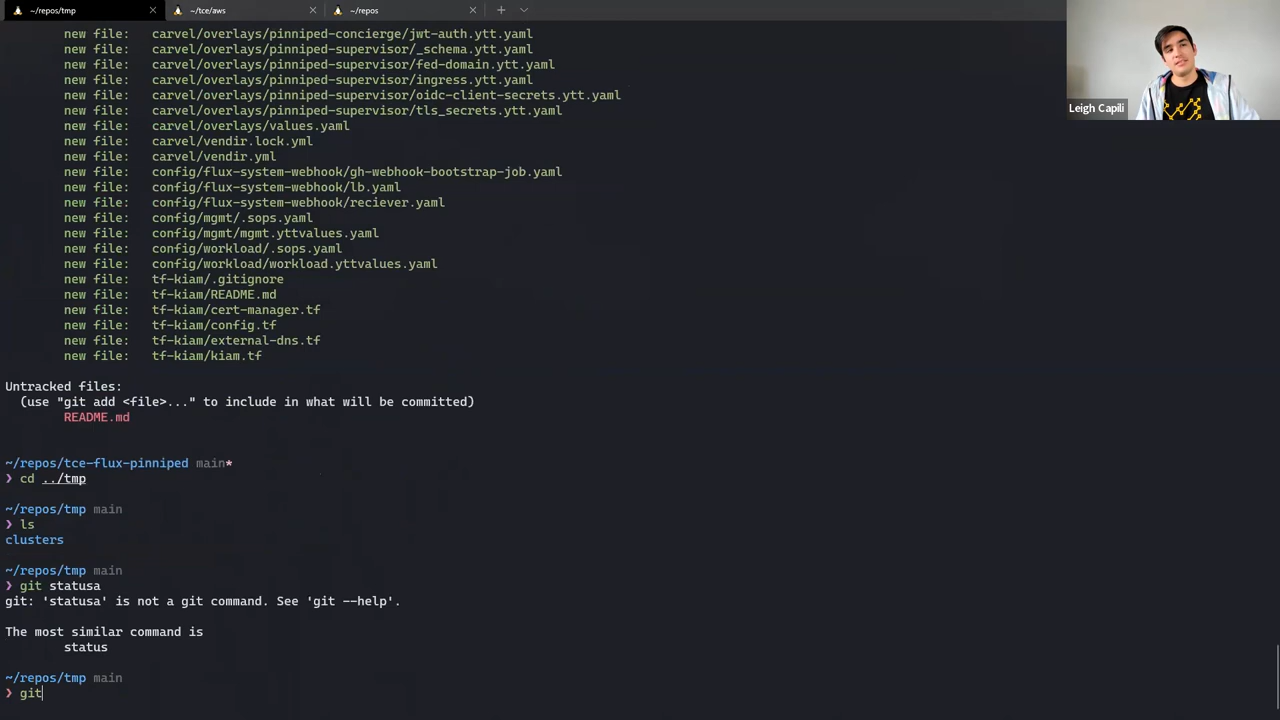 ~/repos/tmp
~/tce/aws
~/repos
new file: carvel/overlays/pinniped-concierge/jwt-auth.ytt.yaml
new file: carvel/overlays/pinniped-supervisor/_schema.ytt.yaml
new file: carvel/overlays/pinniped-supervisor/fed-domain.ytt.yaml
new file: carvel/overlays/pinniped-supervisor/ingress.ytt.yaml
new file: carvel/overlays/pinniped-supervisor/oidc-client-secrets.ytt.yaml
new file: carvel/overlays/pinniped-supervisor/tls_secrets.ytt.yaml
new file: carvel/overlays/values.yaml
new file: carvel/vendir.lock.yml
new file: carvel/vendir.yml
new file: config/flux-system-webhook/gh-webhook-bootstrap-job.yaml
new file: config/flux-system-webhook/lb.yaml
new file: config/flux-system-webhook/reciever.yaml
new file: config/mgmt/.sops.yaml
new file: config/mgmt/mgmt.yttvalues.yaml
new file: config/workload/.sops.yaml
new file: config/workload/workload.yttvalues.yaml
new file: tf-kiam/.gitignore
new file: tf-kiam/README.md
new file: tf-kiam/cert-manager.tf
new file: tf-kiam/config.tf
new file: tf-kiam/external-dns.tf
new file: tf-kiam/kiam.tf
Untracked files:
(use "git add <file>..." to include in what will be committed)
README.md
~/repos/tce-flux-pinniped main*
❯ cd ../tmp
~/repos/tmp main
❯ ls
clusters
~/repos/tmp main
❯ git statusa
git: 'statusa' is not a git command. See 'git --help'.
The most similar command is
status
~/repos/tmp main
❯ git
Leigh Capili